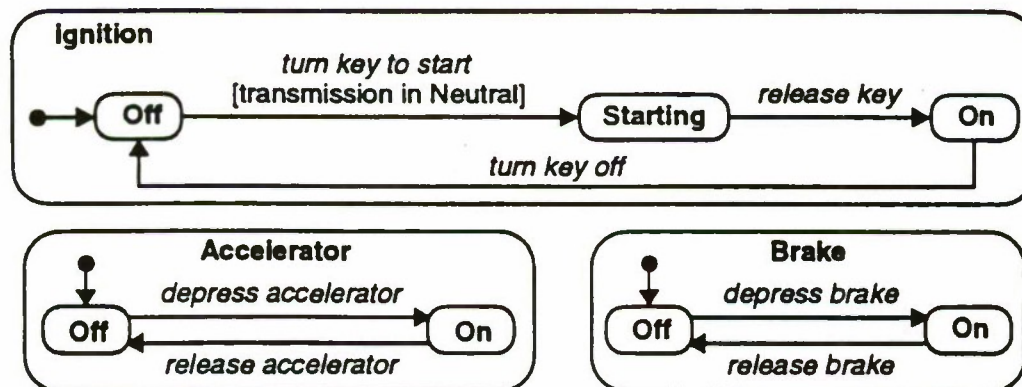 Ignition
turn key to start
[transmission in Neutral]
Off
Starting
release key
On
turn key off
Accelerator
depress accelerator
Off
On
release accelerator
Brake
depress brake
Off
On
release brake